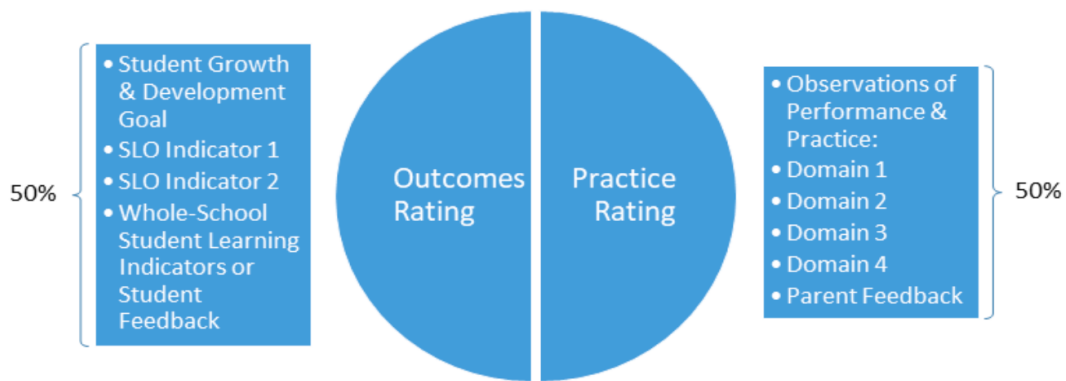 50%
• Student Growth
& Development
Goal
• SLO Indicator 1
• SLO Indicator 2
• Whole-School
Student Learning
Indicators or
Student
Feedback
Outcomes
Rating
Practice
Rating
• Observations of
Performance &
Practice:
• Domain 1
• Domain 2
• Domain 3
• Domain 4
• Parent Feedback
50%